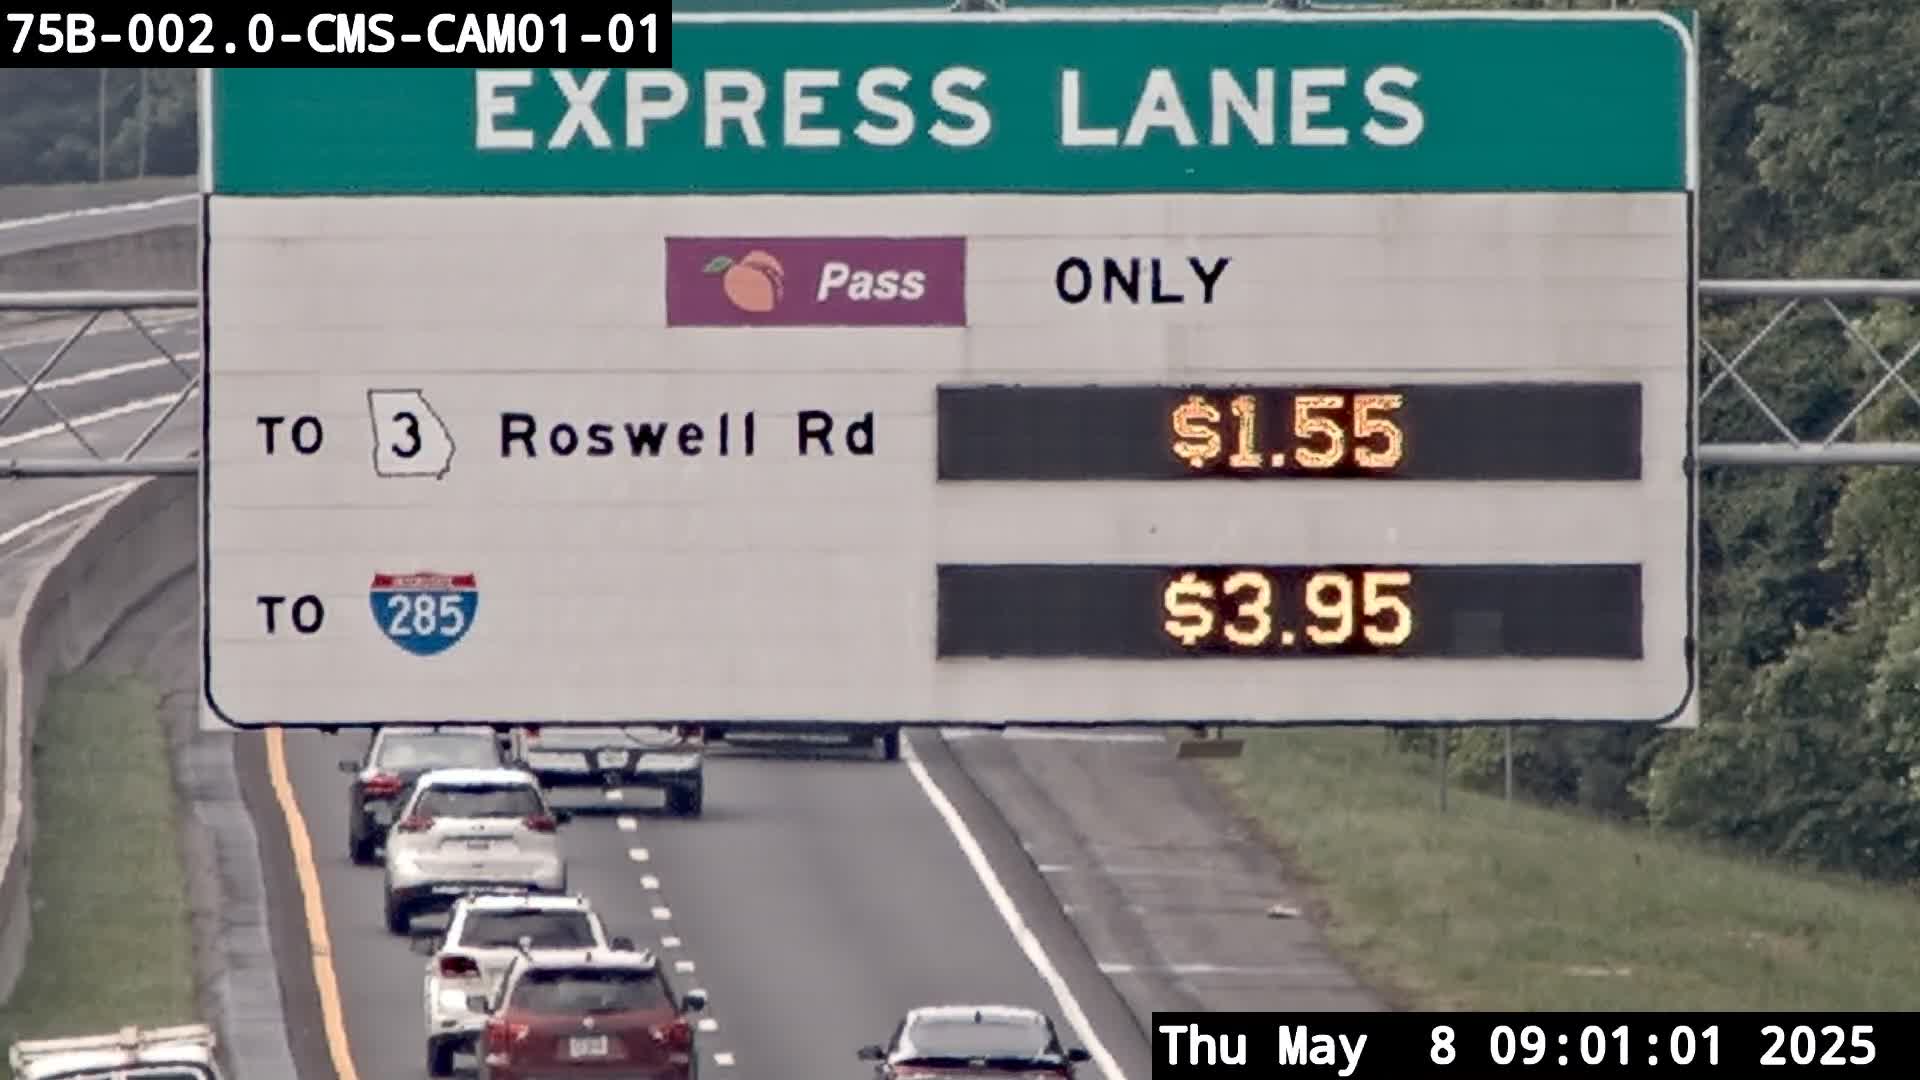 75B-002.0-CMS-CAM01-01
EXPRESS LANES
Pass ONLY
TO 3 Roswell Rd $1.55
TO 285 $3.95
Thu May 8 09:01:01 2025